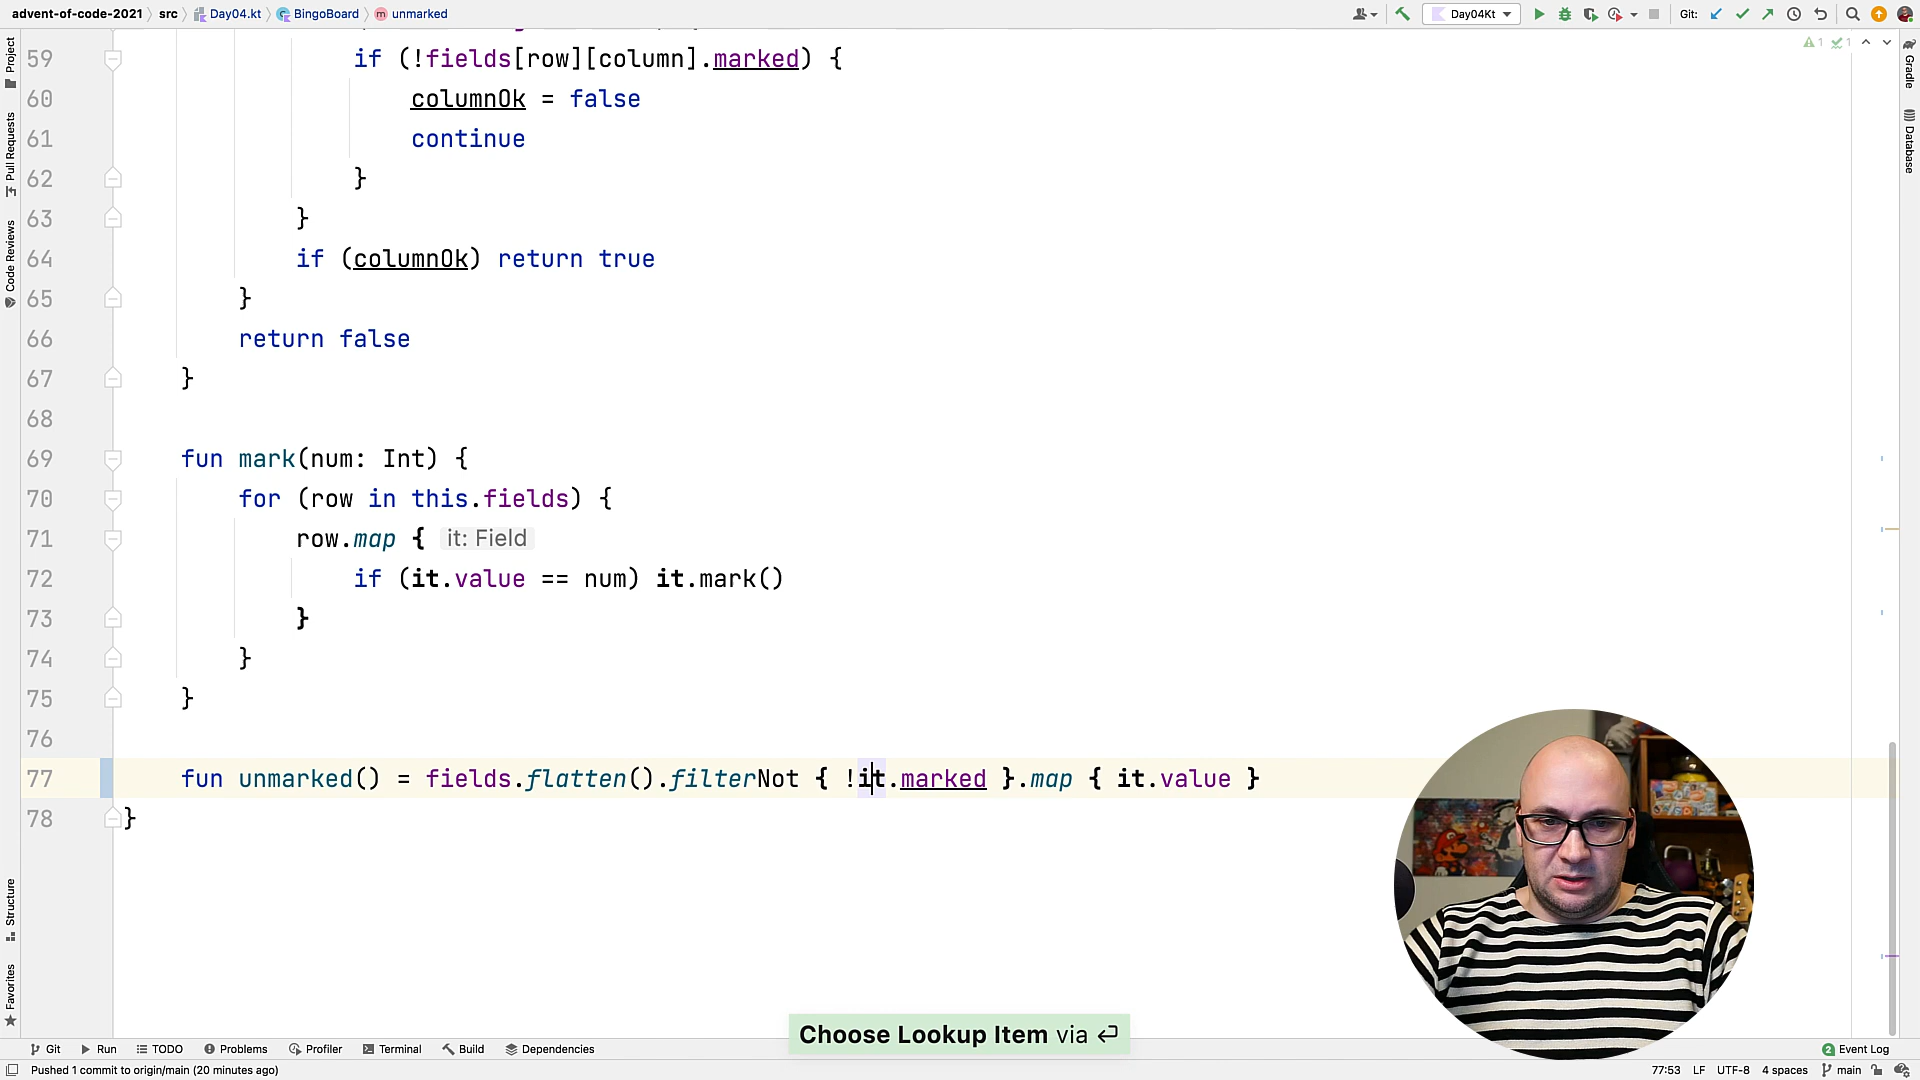 advent-of-code-2021 〉 src 〉 Day04.kt 〉 BingoBoard 〉 unmarked
Day04Kt
Git:
Project
Pull Requests
Code Reviews
Structure
Favorites
Gradle
Database
1 1
59 if (!fields[row][column].marked) {
60 columnOk = false
61 continue
62 }
63 }
64 if (columnOk) return true
65 }
66 return false
67 }
68
69 fun mark(num: Int) {
70 for (row in this.fields) {
71 row.map { it: Field
72 if (it.value == num) it.mark()
73 }
74 }
75 }
76
77 fun unmarked() = fields.flatten().filterNot { !it.marked }.map { it.value }
78 }
Choose Lookup Item via ⏎
Git Run TODO Problems Profiler Terminal Build Dependencies
2 Event Log
Pushed 1 commit to origin/main (20 minutes ago)
77:53 LF UTF-8 4 spaces main